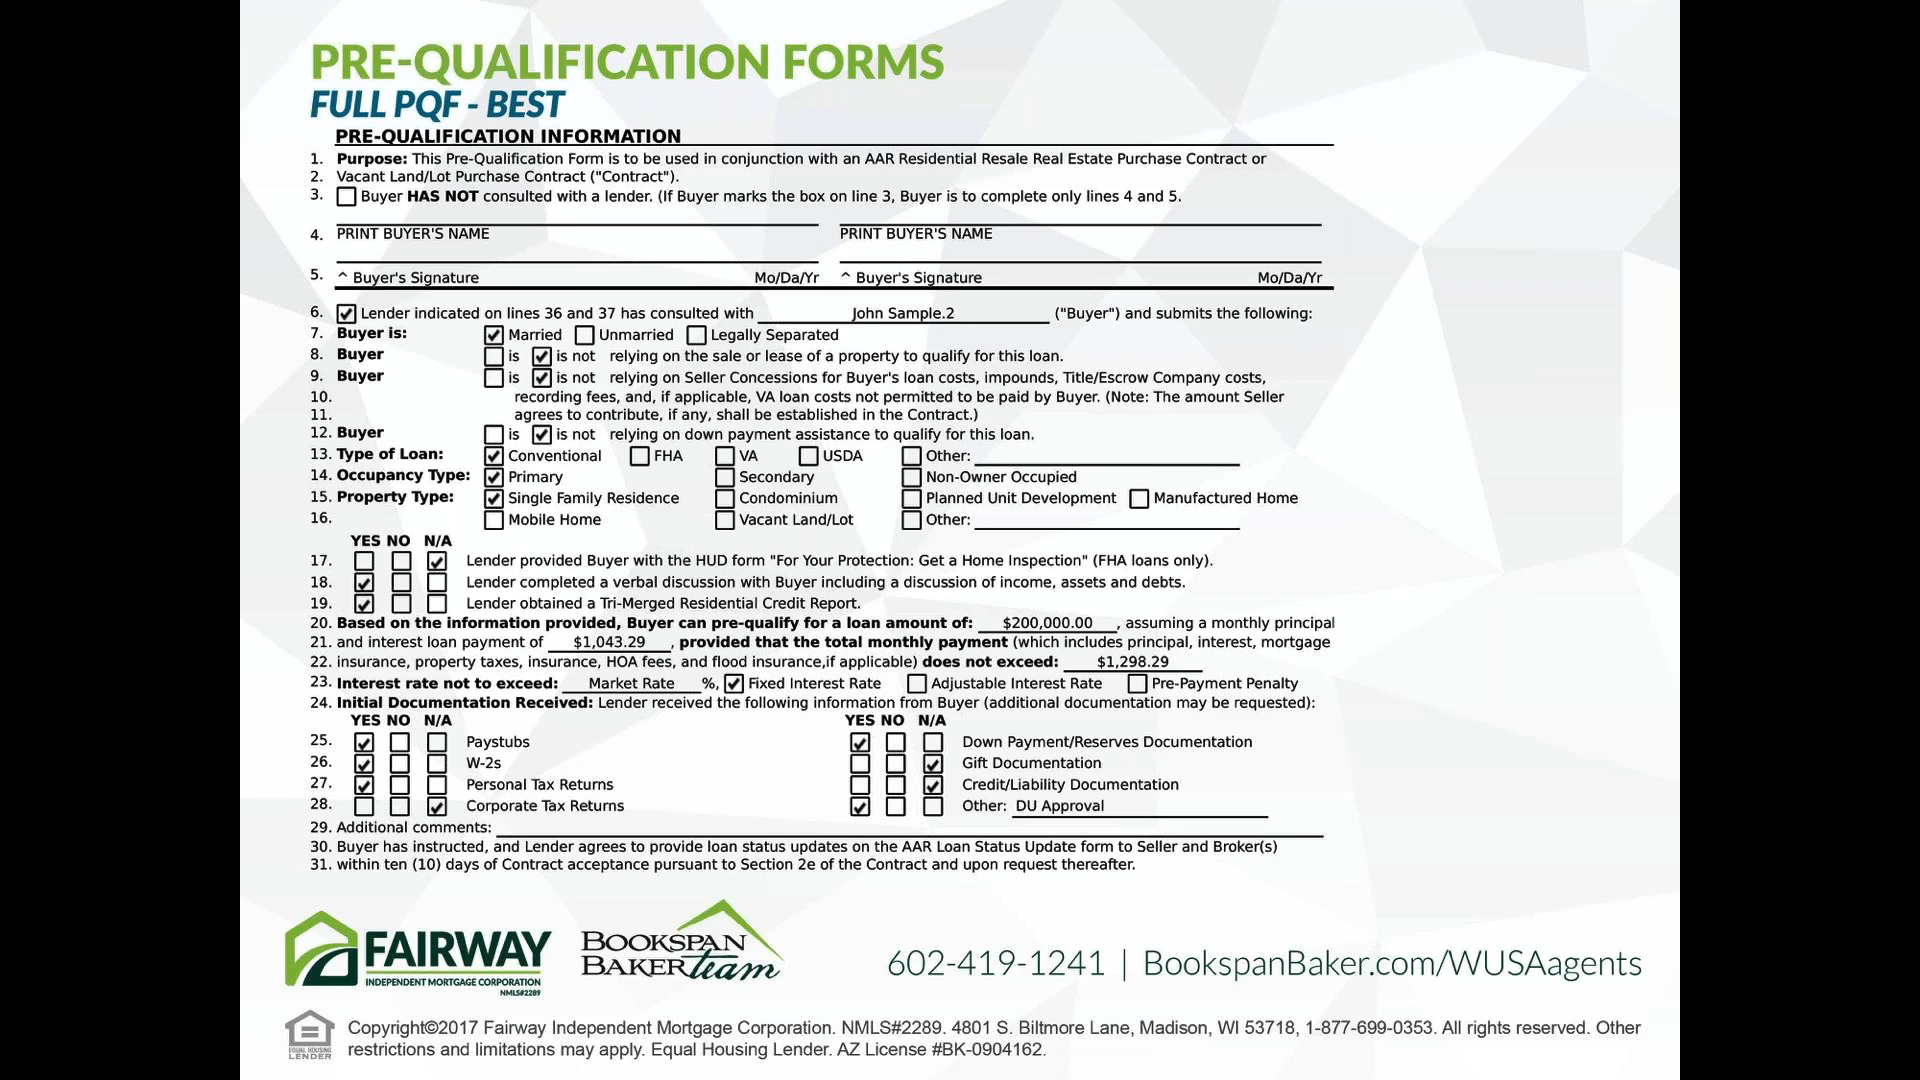 PRE-QUALIFICATION FORMS
FULL PQF - BEST
PRE-QUALIFICATION INFORMATION
1. Purpose: This Pre-Qualification Form is to be used in conjunction with an AAR Residential Resale Real Estate Purchase Contract or
2. Vacant Land/Lot Purchase Contract ("Contract").
3. Buyer HAS NOT consulted with a lender. (If Buyer marks the box on line 3, Buyer is to complete only lines 4 and 5.
4. PRINT BUYER'S NAME PRINT BUYER'S NAME
5. ^ Buyer's Signature Mo/Da/Yr ^ Buyer's Signature Mo/Da/Yr
6. Lender indicated on lines 36 and 37 has consulted with John Sample.2 ("Buyer") and submits the following:
7. Buyer is: Married Unmarried Legally Separated
8. Buyer is is not relying on the sale or lease of a property to qualify for this loan.
9. Buyer is is not relying on Seller Concessions for Buyer's loan costs, impounds, Title/Escrow Company costs,
10. recording fees, and, if applicable, VA loan costs not permitted to be paid by Buyer. (Note: The amount Seller
11. agrees to contribute, if any, shall be established in the Contract.)
12. Buyer is is not relying on down payment assistance to qualify for this loan.
13. Type of Loan: Conventional FHA VA USDA Other:
14. Occupancy Type: Primary Secondary Non-Owner Occupied
15. Property Type: Single Family Residence Condominium Planned Unit Development Manufactured Home
16. Mobile Home Vacant Land/Lot Other:
YES NO N/A
17. Lender provided Buyer with the HUD form "For Your Protection: Get a Home Inspection" (FHA loans only).
18. Lender completed a verbal discussion with Buyer including a discussion of income, assets and debts.
19. Lender obtained a Tri-Merged Residential Credit Report.
20. Based on the information provided, Buyer can pre-qualify for a loan amount of: $200,000.00 , assuming a monthly principal
21. and interest loan payment of $1,043.29 , provided that the total monthly payment (which includes principal, interest, mortgage
22. insurance, property taxes, insurance, HOA fees, and flood insurance,if applicable) does not exceed: $1,298.29
23. Interest rate not to exceed: Market Rate %, Fixed Interest Rate Adjustable Interest Rate Pre-Payment Penalty
24. Initial Documentation Received: Lender received the following information from Buyer (additional documentation may be requested):
YES NO N/A YES NO N/A
25. Paystubs Down Payment/Reserves Documentation
26. W-2s Gift Documentation
27. Personal Tax Returns Credit/Liability Documentation
28. Corporate Tax Returns Other: DU Approval
29. Additional comments:
30. Buyer has instructed, and Lender agrees to provide loan status updates on the AAR Loan Status Update form to Seller and Broker(s)
31. within ten (10) days of Contract acceptance pursuant to Section 2e of the Contract and upon request thereafter.
FAIRWAY
INDEPENDENT MORTGAGE CORPORATION
NMLS#2289
BOOKSPAN
BAKER team
602-419-1241 | BookspanBaker.com/WUSAagents
EQUAL HOUSING
LENDER
Copyright©2017 Fairway Independent Mortgage Corporation. NMLS#2289. 4801 S. Biltmore Lane, Madison, WI 53718, 1-877-699-0353. All rights reserved. Other
restrictions and limitations may apply. Equal Housing Lender. AZ License #BK-0904162.